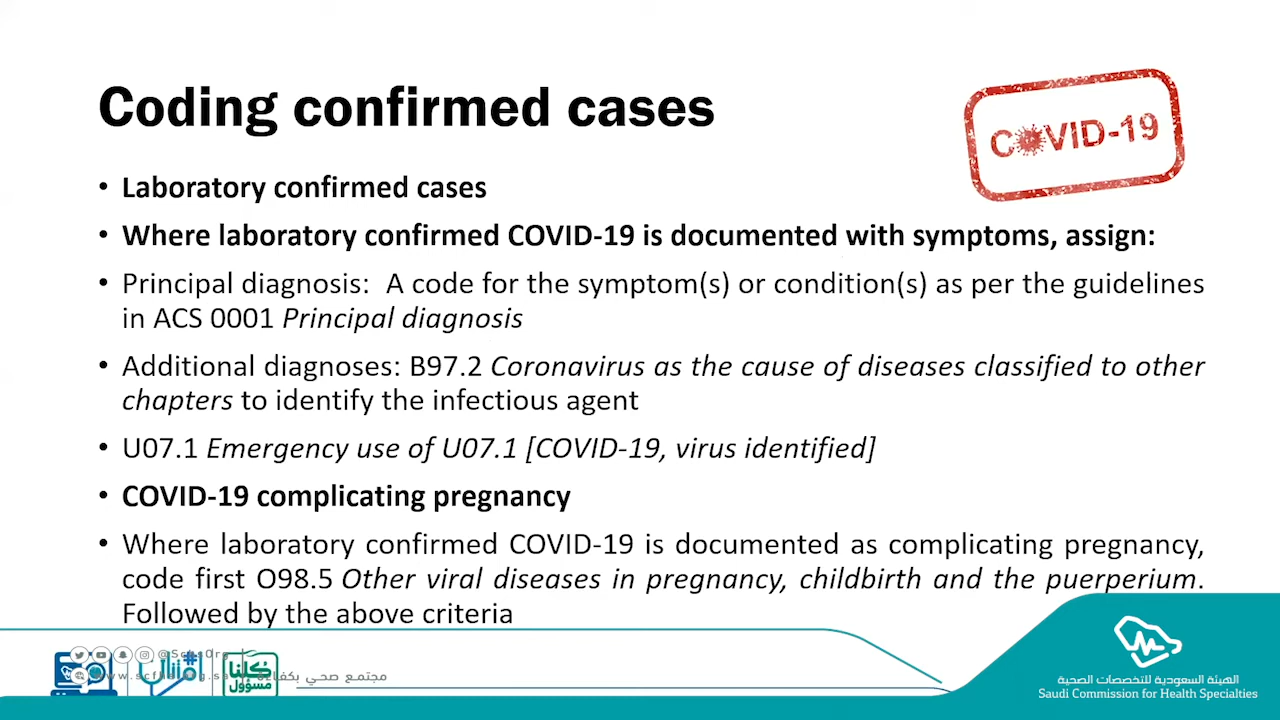 Coding confirmed cases
COVID-19
• Laboratory confirmed cases
• Where laboratory confirmed COVID-19 is documented with symptoms, assign:
• Principal diagnosis: A code for the symptom(s) or condition(s) as per the guidelines
in ACS 0001 Principal diagnosis
• Additional diagnoses: B97.2 Coronavirus as the cause of diseases classified to other
chapters to identify the infectious agent
• U07.1 Emergency use of U07.1 [COVID-19, virus identified]
• COVID-19 complicating pregnancy
• Where laboratory confirmed COVID-19 is documented as complicating pregnancy,
code first O98.5 Other viral diseases in pregnancy, childbirth and the puerperium.
Followed by the above criteria
كلنا
مسؤول
مجتمع صحي بكفاءة
الهيئة السعودية للتخصصات الصحية
Saudi Commission for Health Specialties